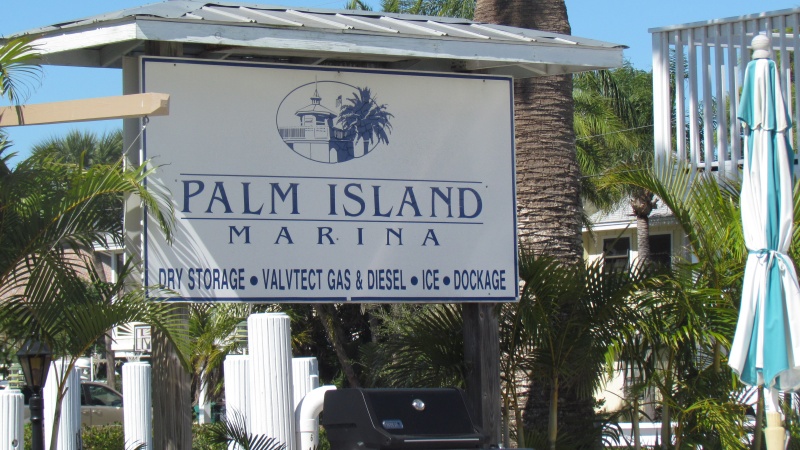 PALM ISLAND
MARINA
DRY STORAGE • VALVTECT GAS & DIESEL • ICE • DOCKAGE